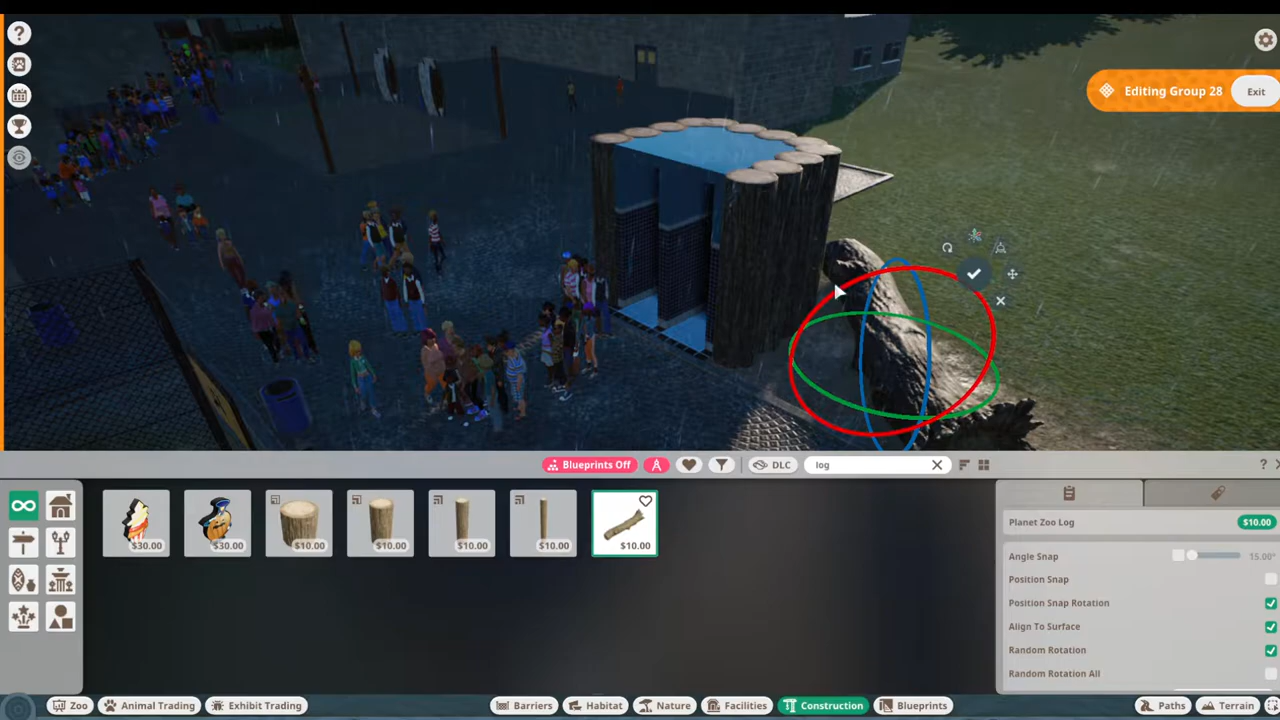 ?
Editing Group 28
Exit
Blueprints Off
DLC
log
?
$30.00
$30.00
$10.00
$10.00
$10.00
$10.00
$10.00
Planet Zoo Log
$10.00
Angle Snap
15.00°
Position Snap
Position Snap Rotation
Align To Surface
Random Rotation
Random Rotation All
Zoo
Animal Trading
Exhibit Trading
Barriers
Habitat
Nature
Facilities
Construction
Blueprints
Paths
Terrain